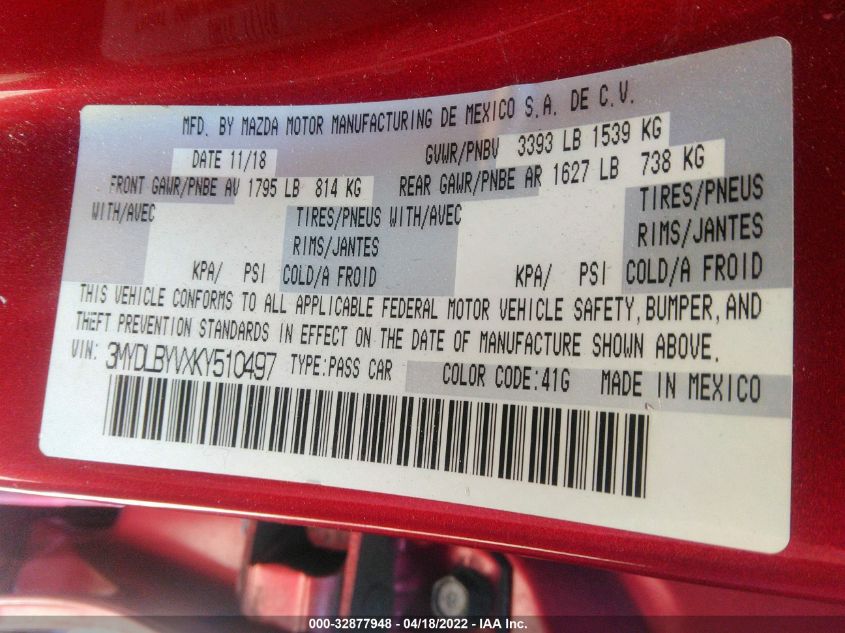 MFD. BY MAZDA MOTOR MANUFACTURING DE MEXICO S.A. DE C.V.
DATE 11/18 GVWR/PNBV 3393 LB 1539 KG
FRONT GAWR/PNBE AV 1795 LB 814 KG REAR GAWR/PNBE AR 1627 LB 738 KG
WITH/AVEC TIRES/PNEUS WITH/AVEC TIRES/PNEUS
RIMS/JANTES RIMS/JANTES
KPA/ PSI COLD/A FROID KPA/ PSI COLD/A FROID
THIS VEHICLE CONFORMS TO ALL APPLICABLE FEDERAL MOTOR VEHICLE SAFETY, BUMPER, AND
THEFT PREVENTION STANDARDS IN EFFECT ON THE DATE OF MANUFACTURE SHOWN ABOVE.
VIN: 3MYDLBYVXKY510497 TYPE:PASS CAR COLOR CODE:41G MADE IN MEXICO
000-32877948 - 04/18/2022 - IAA Inc.